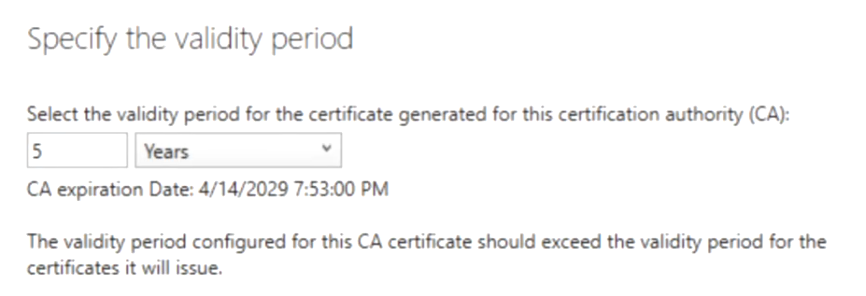 Specify the validity period
Select the validity period for the certificate generated for this certification authority (CA):
5 Years
CA expiration Date: 4/14/2029 7:53:00 PM
The validity period configured for this CA certificate should exceed the validity period for the
certificates it will issue.